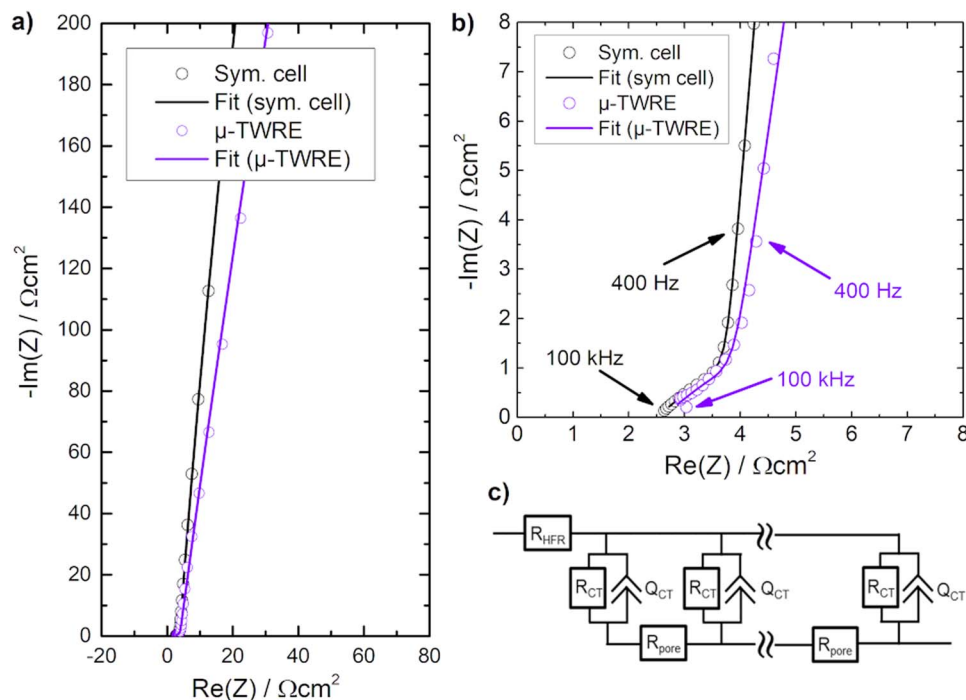 a)
200
180
160
140
120
100
80
60
40
20
0
-20
0
20
40
60
80
-Im(Z) / Ωcm²
Re(Z) / Ωcm²
Sym. cell
Fit (sym. cell)
μ-TWRE
Fit (μ-TWRE)
b)
8
7
6
5
4
3
2
1
0
0
1
2
3
4
5
6
7
8
-Im(Z) / Ωcm²
Re(Z) / Ωcm²
Sym. cell
Fit (sym cell)
μ-TWRE
Fit (μ-TWRE)
400 Hz
400 Hz
100 kHz
100 kHz
c)
R_HFR
R_CT Q_CT R_CT Q_CT R_CT Q_CT
R_pore R_pore